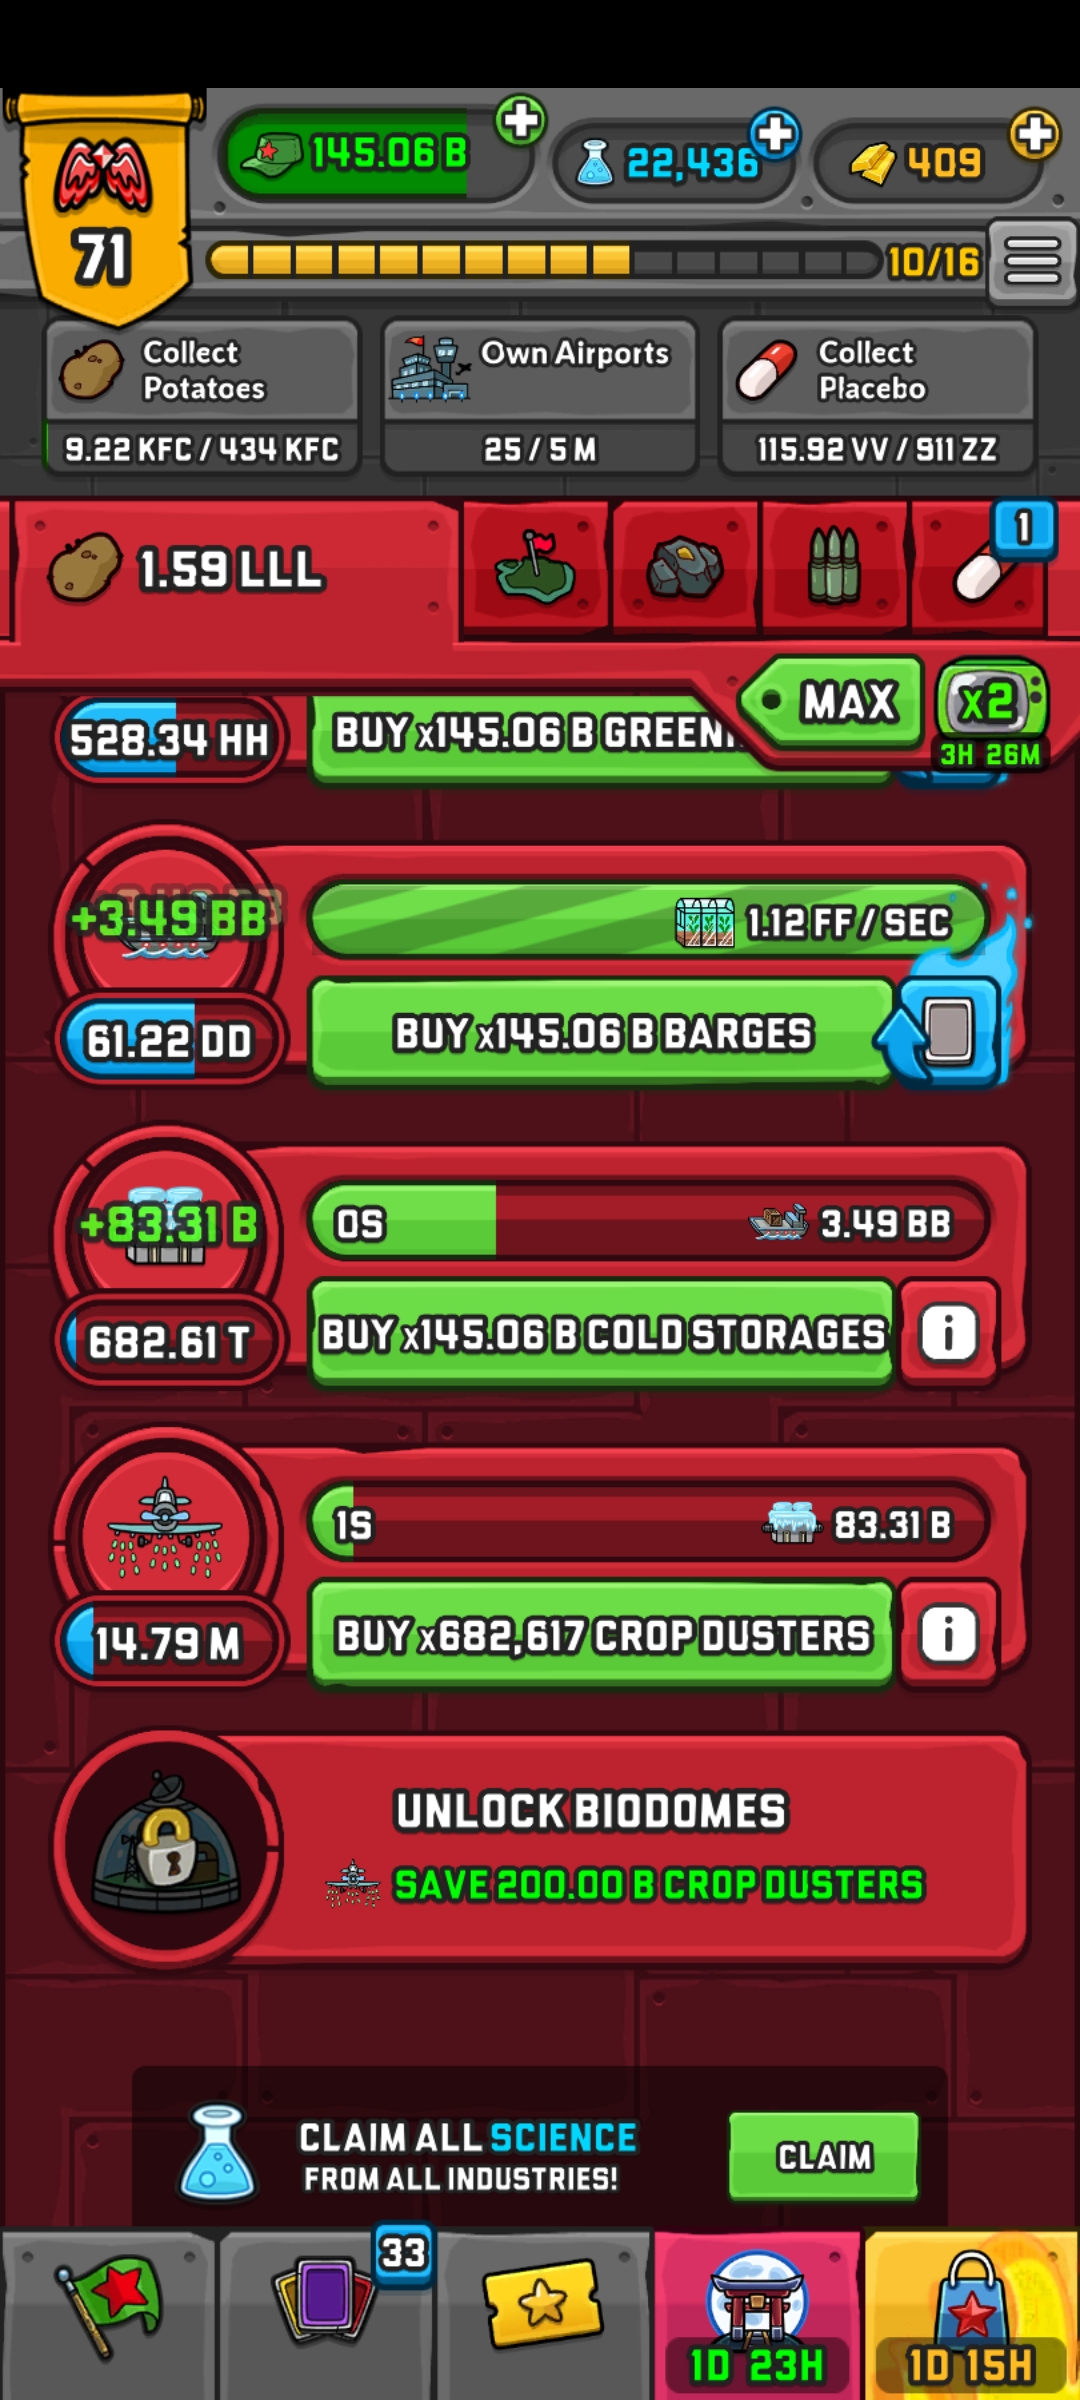 145.06 B
22,436
409
71
10/16
Collect
Potatoes
9.22 KFC / 434 KFC
Own Airports
25 / 5 M
Collect
Placebo
115.92 VV / 911 ZZ
1.59 LLL
1
MAX
x2
3H 26M
528.34 HH
BUY x145.06 B
+3.49 BB
1.12 FF / SEC
61.22 DD
BUY x145.06 B BARGES
+83.31 B
0S
3.49 BB
682.61 T
BUY x145.06 B COLD STORAGES
i
1S
83.31 B
14.79 M
BUY x682,617 CROP DUSTERS
i
UNLOCK BIODOMES
SAVE 200.00 B CROP DUSTERS
CLAIM ALL SCIENCE
FROM ALL INDUSTRIES!
CLAIM
33
1D 23H
1D 15H